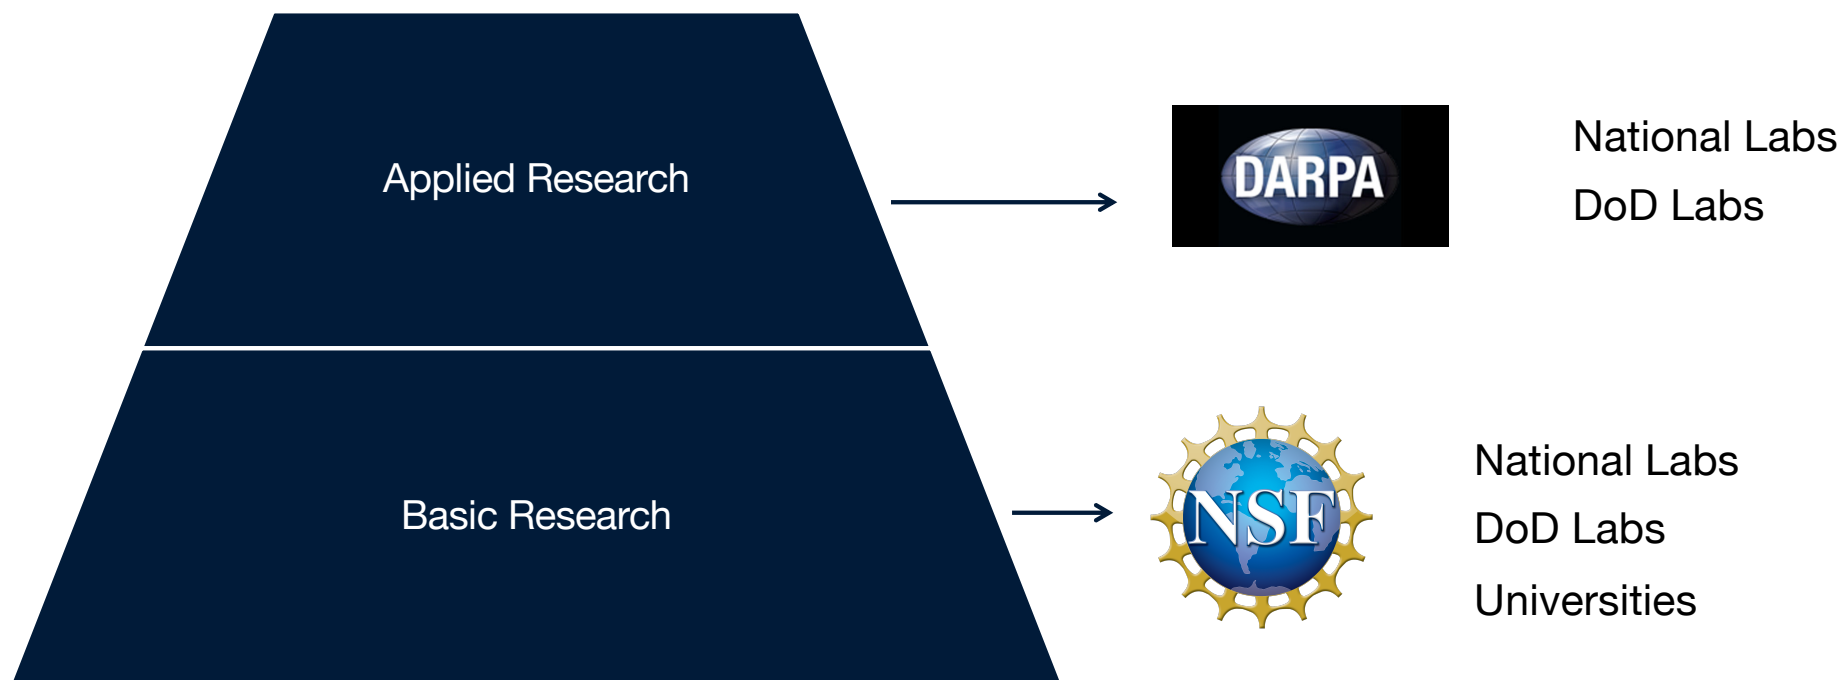 Applied Research
DARPA
National Labs
DoD Labs
Basic Research
NSF
National Labs
DoD Labs
Universities